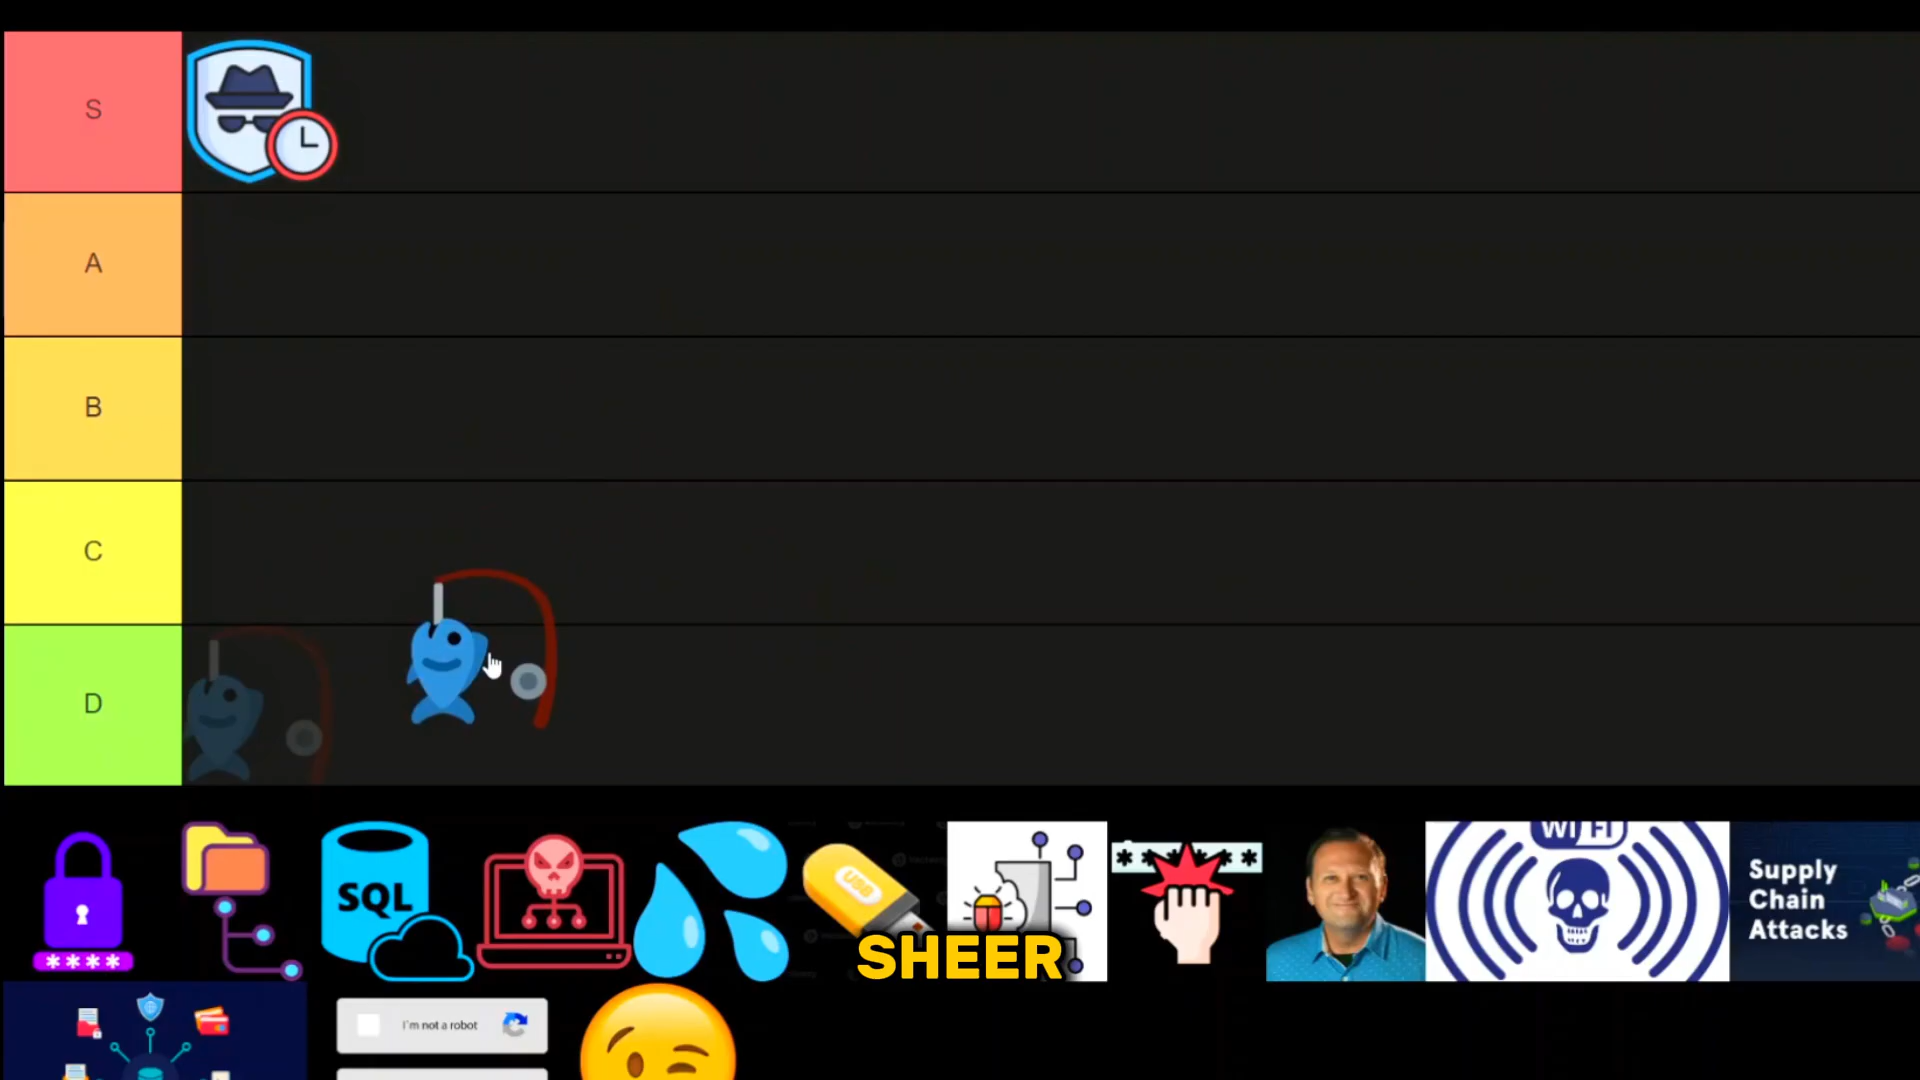 S
A
B
C
D
****
SQL
USB
* * * * *
WI FI
Supply
Chain
Attacks
SHEER
I'm not a robot